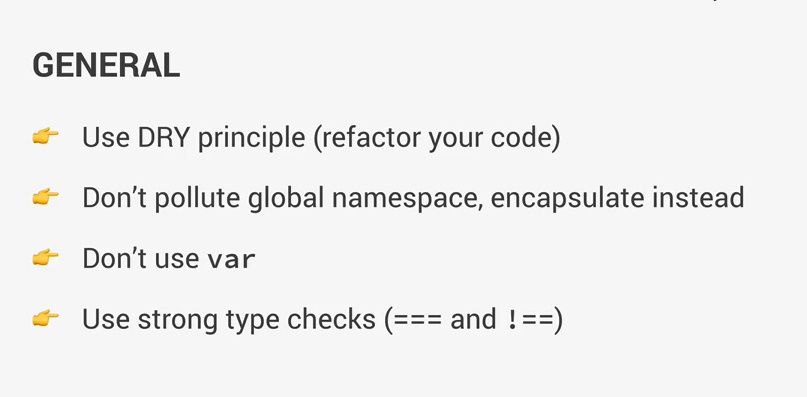 GENERAL
👉 Use DRY principle (refactor your code)
👉 Don’t pollute global namespace, encapsulate instead
👉 Don’t use var
👉 Use strong type checks (=== and !==)